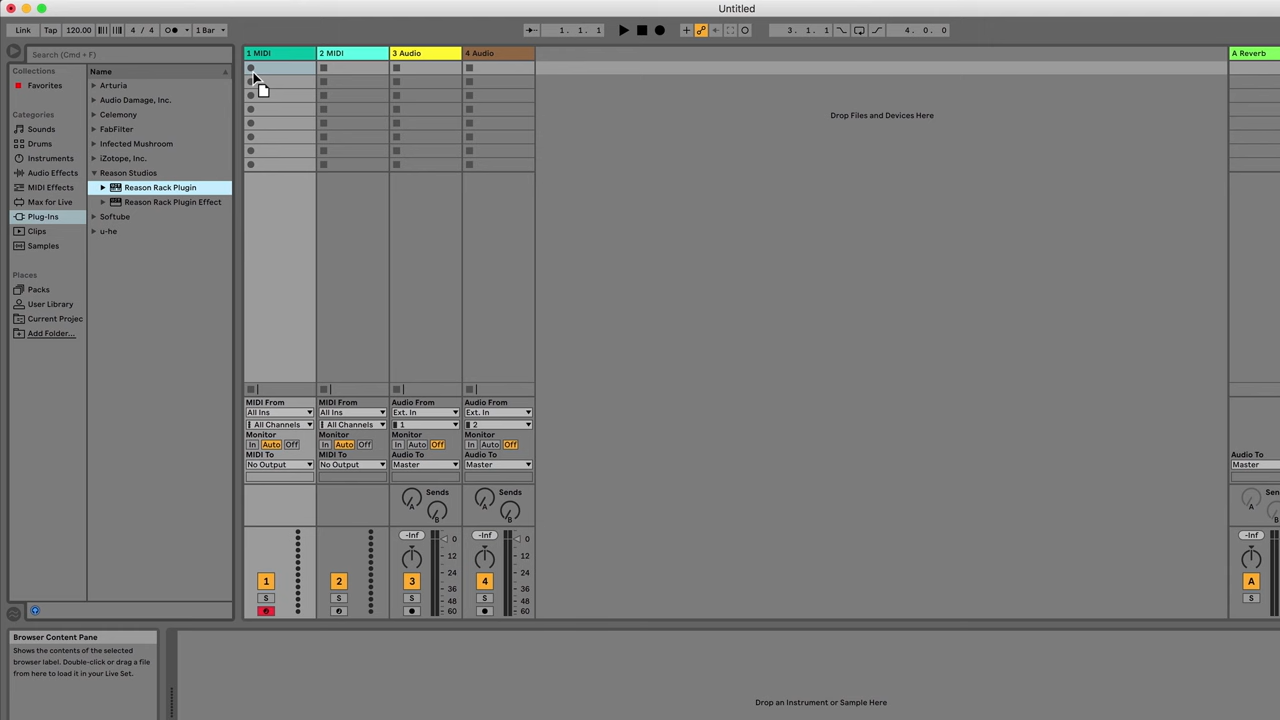 Untitled
Link Tap 120.00 4 / 4 1 Bar 1. 1. 1 3. 1. 1 4. 0. 0
Search (Cmd + F)
Collections
Favorites
Categories
Sounds
Drums
Instruments
Audio Effects
MIDI Effects
Max for Live
Plug-Ins
Clips
Samples
Places
Packs
User Library
Current Projec
Add Folder...
Name
Arturia
Audio Damage, Inc.
Celemony
FabFilter
Infected Mushroom
iZotope, Inc.
Reason Studios
Reason Rack Plugin
Reason Rack Plugin Effect
Softube
u-he
1 MIDI 2 MIDI 3 Audio 4 Audio A Reverb
Drop Files and Devices Here
MIDI From MIDI From Audio From Audio From
All Ins All Ins Ext. In Ext. In
All Channels All Channels 1 2
Monitor Monitor Monitor Monitor
In Auto Off In Auto Off In Auto Off In Auto Off
MIDI To MIDI To Audio To Audio To Audio To
No Output No Output Master Master Master
Sends Sends
A A A
B B
-Inf -Inf -Inf
0 0
12 12
24 24
1 2 3 4 A
36 36
S S S S S
48 48
60 60
Browser Content Pane
Shows the contents of the selected
browser label. Double-click or drag a file
from here to load it in your Live Set.
Drop an Instrument or Sample Here